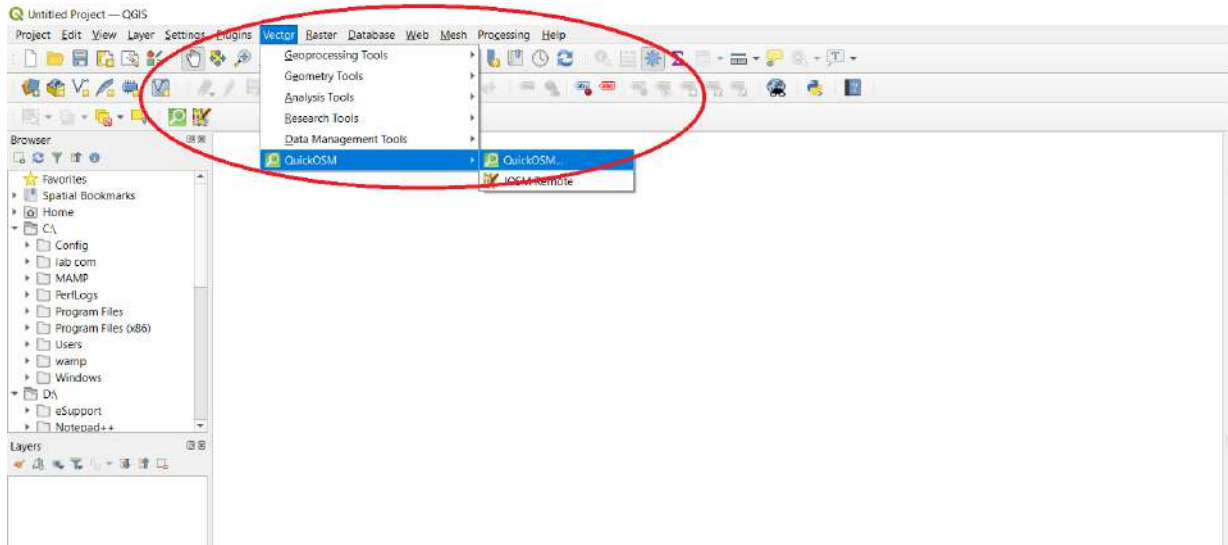 Untitled Project — QGIS
Project Edit View Layer Settings Plugins Vector Raster Database Web Mesh Processing Help
Geoprocessing Tools
Geometry Tools
Analysis Tools
Research Tools
Data Management Tools
QuickOSM
QuickOSM...
JOSM Remote
Browser
Favorites
Spatial Bookmarks
Home
C:\
Config
lab com
MAMP
PerfLogs
Program Files
Program Files (x86)
Users
wamp
Windows
D:\
eSupport
Notepad++
Layers